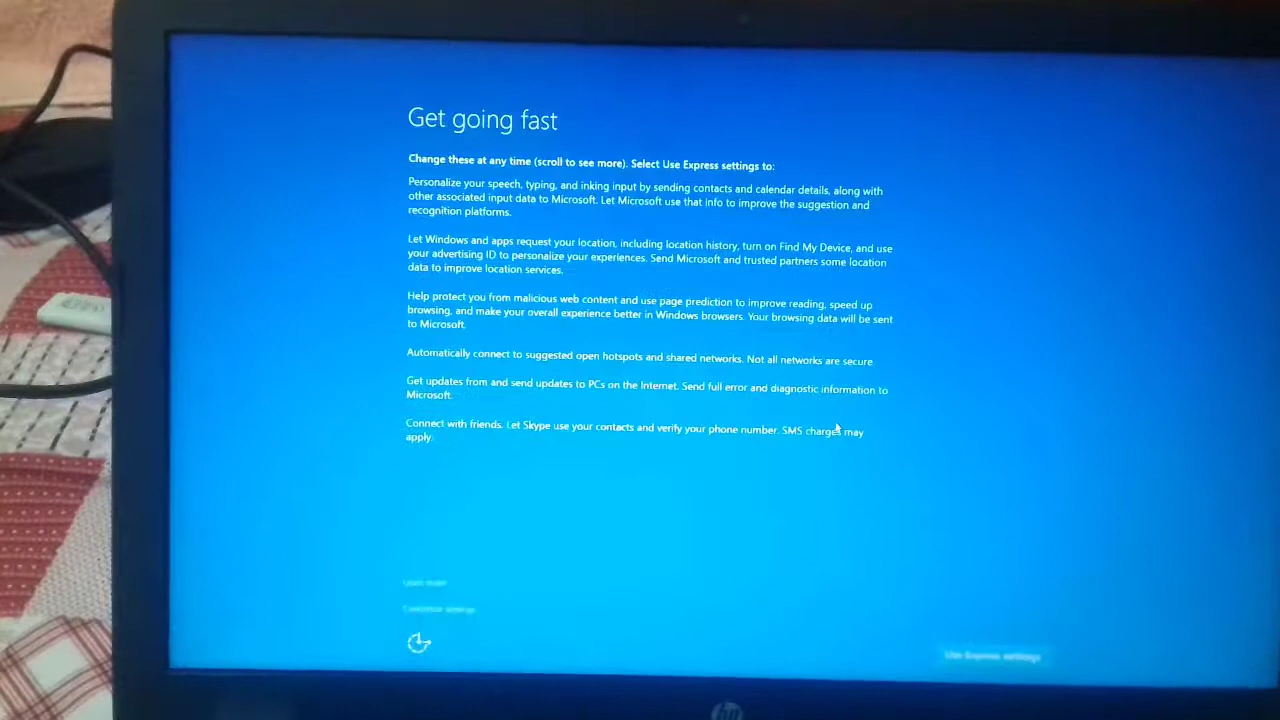 Get going fast
Change these at any time (scroll to see more). Select Use Express settings to:
Personalize your speech, typing, and inking input by sending contacts and calendar details, along with
other associated input data to Microsoft. Let Microsoft use that info to improve the suggestion and
recognition platforms.
Let Windows and apps request your location, including location history, turn on Find My Device, and use
your advertising ID to personalize your experiences. Send Microsoft and trusted partners some location
data to improve location services.
Help protect you from malicious web content and use page prediction to improve reading, speed up
browsing, and make your overall experience better in Windows browsers. Your browsing data will be sent
to Microsoft.
Automatically connect to suggested open hotspots and shared networks. Not all networks are secure
Get updates from and send updates to PCs on the Internet. Send full error and diagnostic information to
Microsoft.
Connect with friends. Let Skype use your contacts and verify your phone number. SMS charges may
apply.
Learn more
Customize settings
Use Express settings
hp